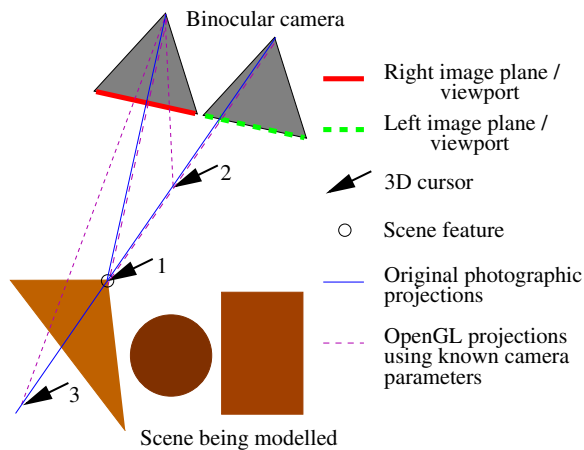 Binocular camera
Right image plane /
viewport
Left image plane /
viewport
2
3D cursor
Scene feature
1
Original photographic
projections
OpenGL projections
using known camera
parameters
3
Scene being modelled